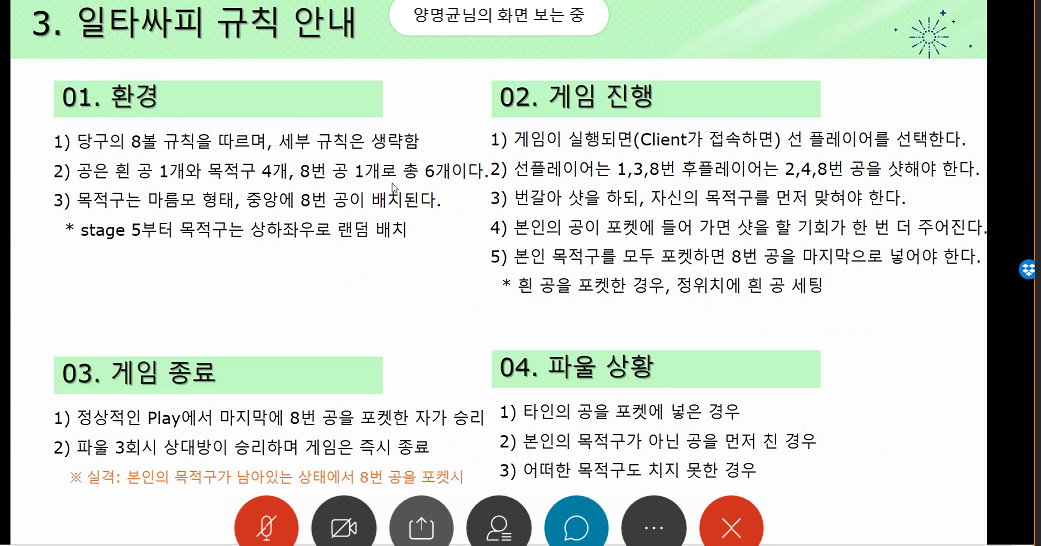 3. 일타싸피 규칙 안내
양명균님의 화면 보는 중
01. 환경
1) 당구의 8볼 규칙을 따르며, 세부 규칙은 생략함
2) 공은 흰 공 1개와 목적구 4개, 8번 공 1개로 총 6개이다.
3) 목적구는 마름모 형태, 중앙에 8번 공이 배치된다.
* stage 5부터 목적구는 상하좌우로 랜덤 배치
02. 게임 진행
1) 게임이 실행되면(Client가 접속하면) 선 플레이어를 선택한다.
2) 선플레이어는 1,3,8번 후플레이어는 2,4,8번 공을 샷해야 한다.
3) 번갈아 샷을 하되, 자신의 목적구를 먼저 맞혀야 한다.
4) 본인의 공이 포켓에 들어 가면 샷을 할 기회가 한 번 더 주어진다.
5) 본인 목적구를 모두 포켓하면 8번 공을 마지막으로 넣어야 한다.
* 흰 공을 포켓한 경우, 정위치에 흰 공 세팅
03. 게임 종료
1) 정상적인 Play에서 마지막에 8번 공을 포켓한 자가 승리
2) 파울 3회시 상대방이 승리하며 게임은 즉시 종료
※ 실격: 본인의 목적구가 남아있는 상태에서 8번 공을 포켓시
04. 파울 상황
1) 타인의 공을 포켓에 넣은 경우
2) 본인의 목적구가 아닌 공을 먼저 친 경우
3) 어떠한 목적구도 치지 못한 경우